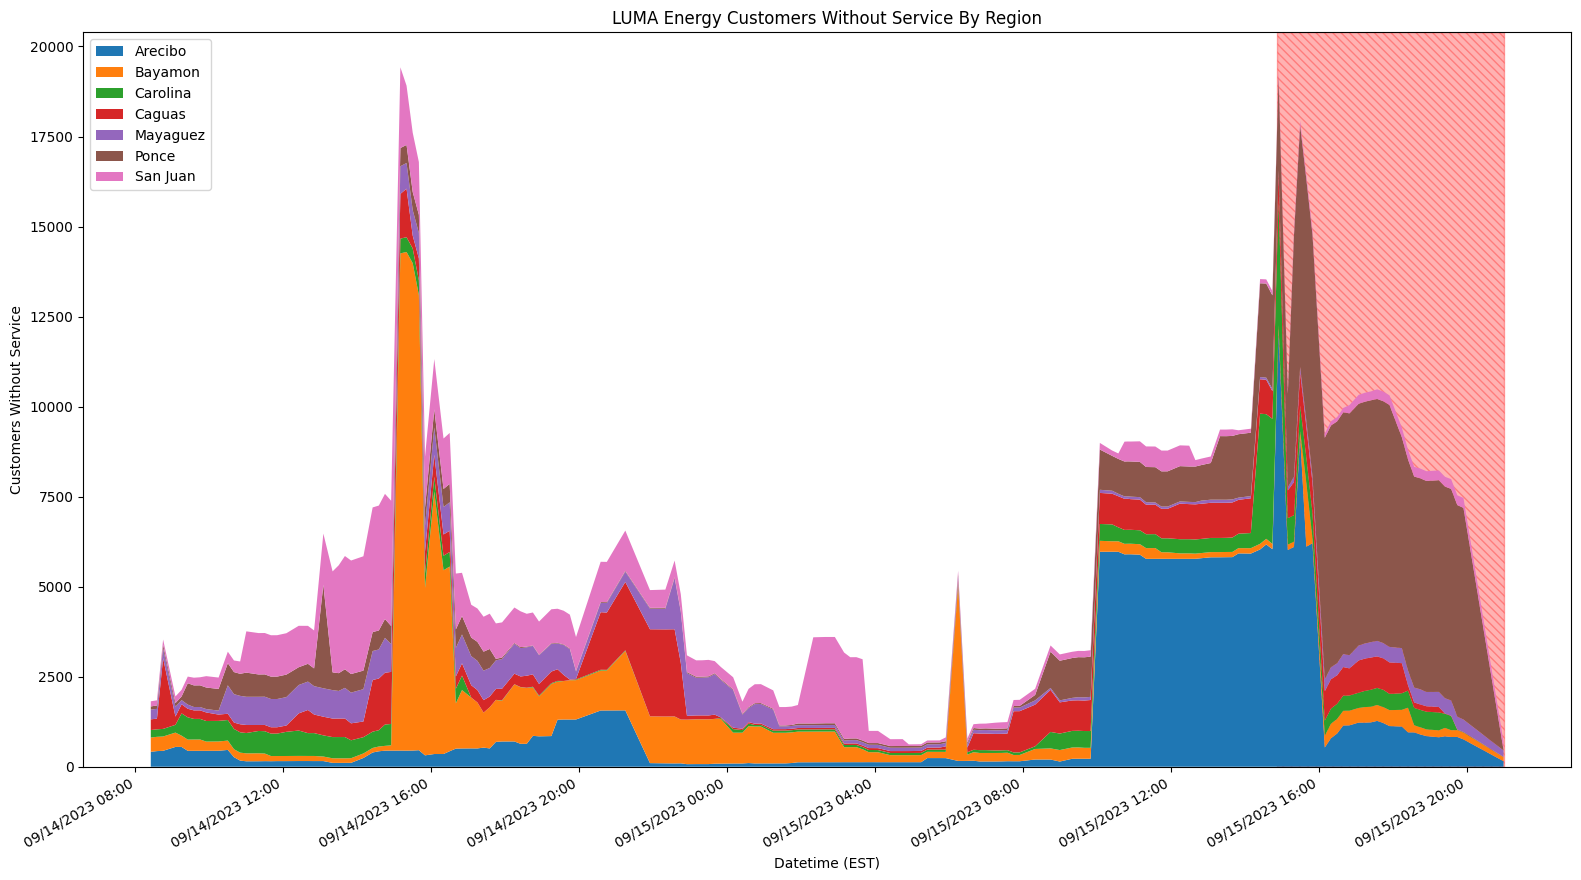 LUMA Energy Customers Without Service By Region
Customers Without Service
20000
17500
15000
12500
10000
7500
5000
2500
0
Arecibo
Bayamon
Carolina
Caguas
Mayaguez
Ponce
San Juan
09/14/2023 08:00
09/14/2023 12:00
09/14/2023 16:00
09/14/2023 20:00
09/15/2023 00:00
09/15/2023 04:00
09/15/2023 08:00
09/15/2023 12:00
09/15/2023 16:00
09/15/2023 20:00
Datetime (EST)